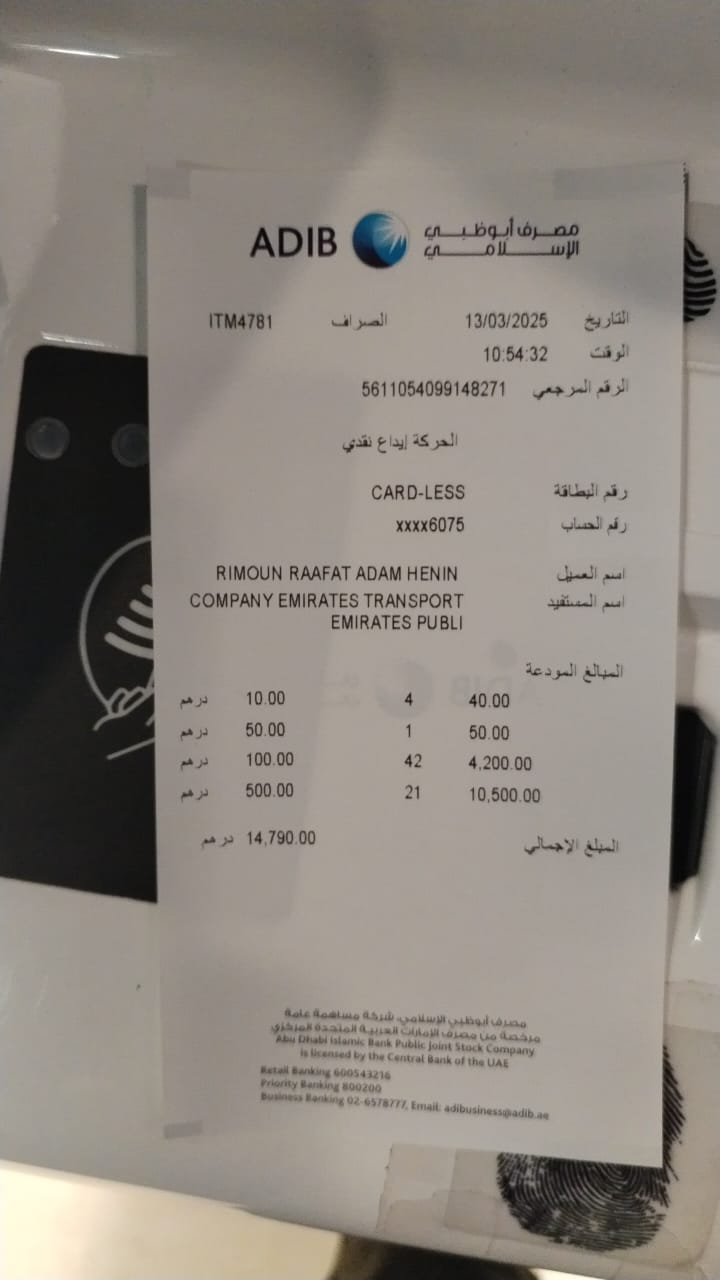 ADIB مصرف أبوظبي الإسلامي
التاريخ 13/03/2025 الصراف ITM4781
الوقت 10:54:32
الرقم المرجعي 5611054099148271
الحركة إيداع نقدي
رقم البطاقة CARD-LESS
رقم الحساب xxxx6075
اسم العميل RIMOUN RAAFAT ADAM HENIN
اسم المستفيد COMPANY EMIRATES TRANSPORT
EMIRATES PUBLI
المبالغ المودعة
درهم 10.00 4 40.00
درهم 50.00 1 50.00
درهم 100.00 42 4,200.00
درهم 500.00 21 10,500.00
المبلغ الإجمالي 14,790.00 درهم
مصرف أبوظبي الإسلامي، شركة مساهمة عامة
مرخصة من مصرف الإمارات العربية المتحدة المركزي
Abu Dhabi Islamic Bank Public Joint Stock Company
is licensed by the Central Bank of the UAE
Retail Banking 600543216
Priority Banking 800200
Business Banking 02-6578777, Email: adibusiness@adib.ae